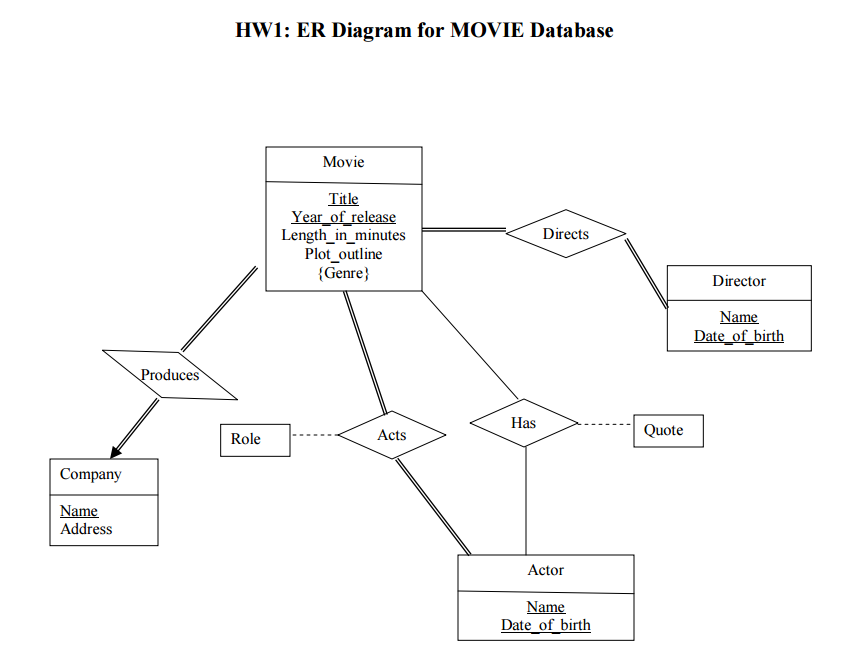 HW1: ER Diagram for MOVIE Database
Movie
Title
Year_of_release
Length_in_minutes
Plot_outline
{Genre}
Directs
Director
Name
Date_of_birth
Produces
Role
Acts
Has
Quote
Company
Name
Address
Actor
Name
Date_of_birth